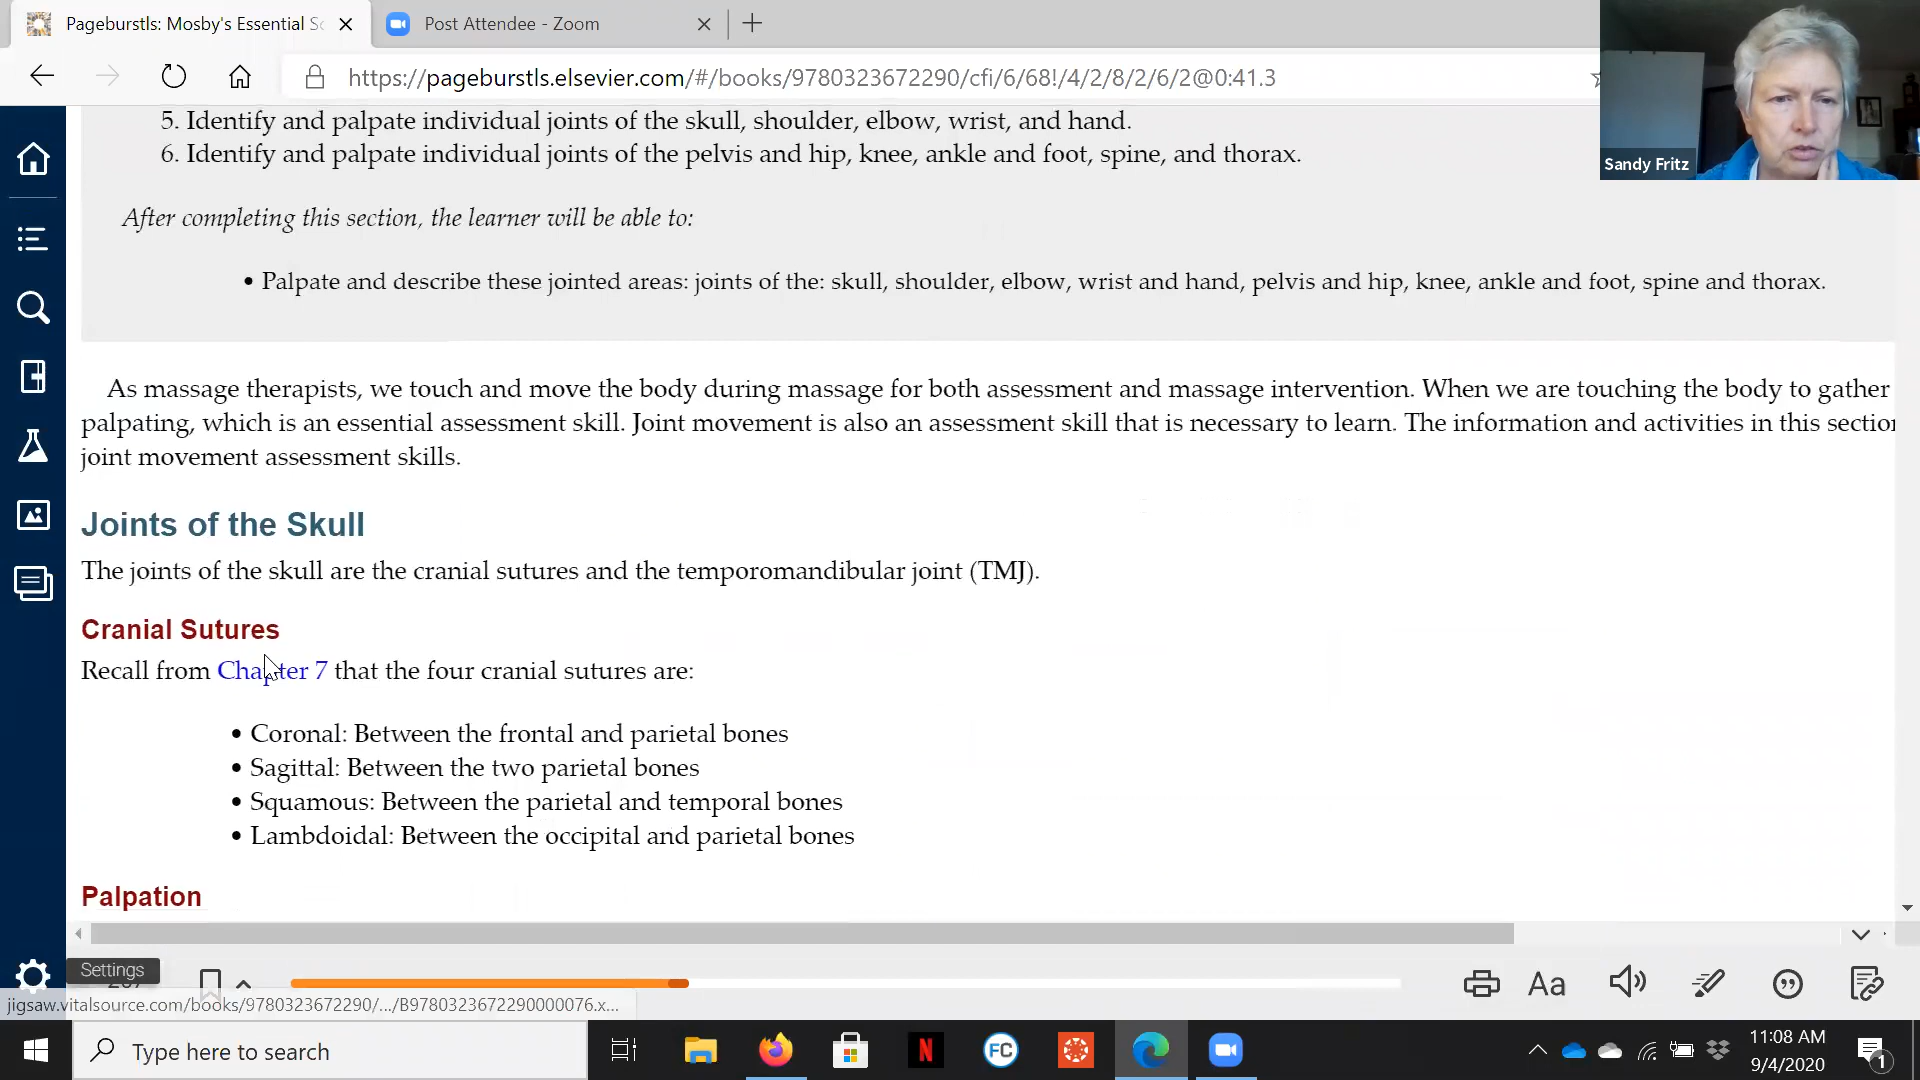 Pageburstls: Mosby's Essential Sc
Post Attendee - Zoom
https://pageburstls.elsevier.com/#/books/9780323672290/cfi/6/68!/4/2/8/2/6/2@0:41.3
Sandy Fritz
5. Identify and palpate individual joints of the skull, shoulder, elbow, wrist, and hand.
6. Identify and palpate individual joints of the pelvis and hip, knee, ankle and foot, spine, and thorax.
After completing this section, the learner will be able to:
• Palpate and describe these jointed areas: joints of the: skull, shoulder, elbow, wrist and hand, pelvis and hip, knee, ankle and foot, spine and thorax.
As massage therapists, we touch and move the body during massage for both assessment and massage intervention. When we are touching the body to gather
palpating, which is an essential assessment skill. Joint movement is also an assessment skill that is necessary to learn. The information and activities in this section
joint movement assessment skills.
Joints of the Skull
The joints of the skull are the cranial sutures and the temporomandibular joint (TMJ).
Cranial Sutures
Recall from Chapter 7 that the four cranial sutures are:
• Coronal: Between the frontal and parietal bones
• Sagittal: Between the two parietal bones
• Squamous: Between the parietal and temporal bones
• Lambdoidal: Between the occipital and parietal bones
Palpation
Settings
Aa
jigsaw.vitalsource.com/books/9780323672290/.../B9780323672290000076.x...
Type here to search
N
FC
11:08 AM
9/4/2020
1